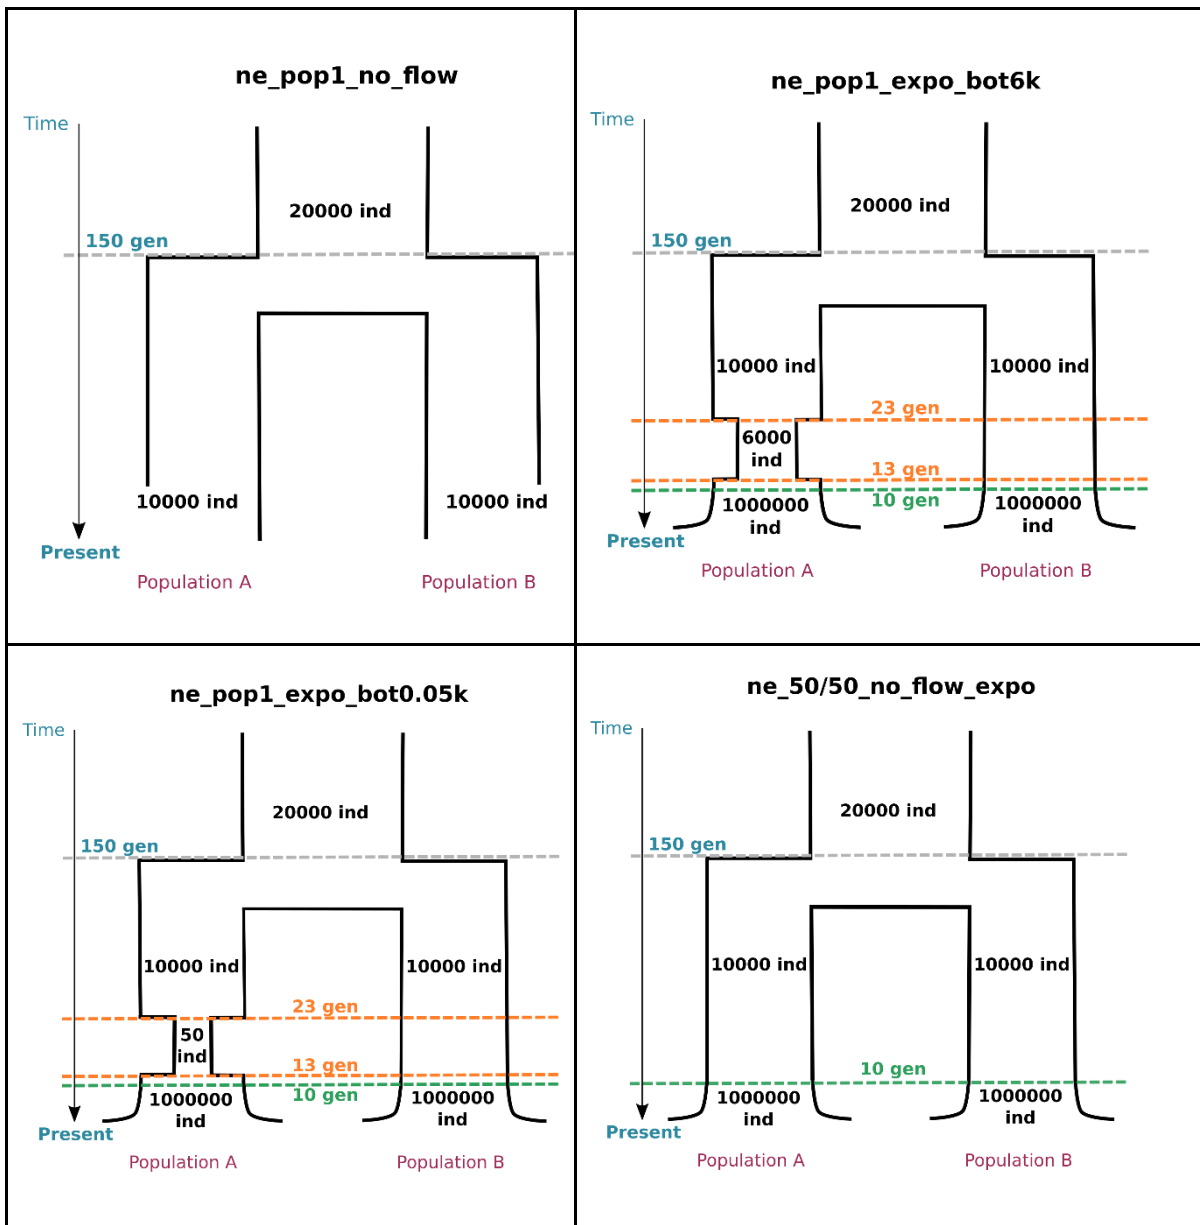 ne_pop1_no_flow
Time
20000 ind
150 gen
10000 ind
10000 ind
Present
Population A
Population B
ne_pop1_expo_bot6k
Time
20000 ind
150 gen
10000 ind
10000 ind
23 gen
6000
ind
13 gen
10 gen
1000000
ind
1000000
ind
Present
Population A
Population B
ne_pop1_expo_bot0.05k
Time
20000 ind
150 gen
10000 ind
10000 ind
23 gen
50
ind
13 gen
10 gen
1000000
ind
1000000
ind
Present
Population A
Population B
ne_50/50_no_flow_expo
Time
20000 ind
150 gen
10000 ind
10000 ind
10 gen
1000000
ind
1000000
ind
Present
Population A
Population B